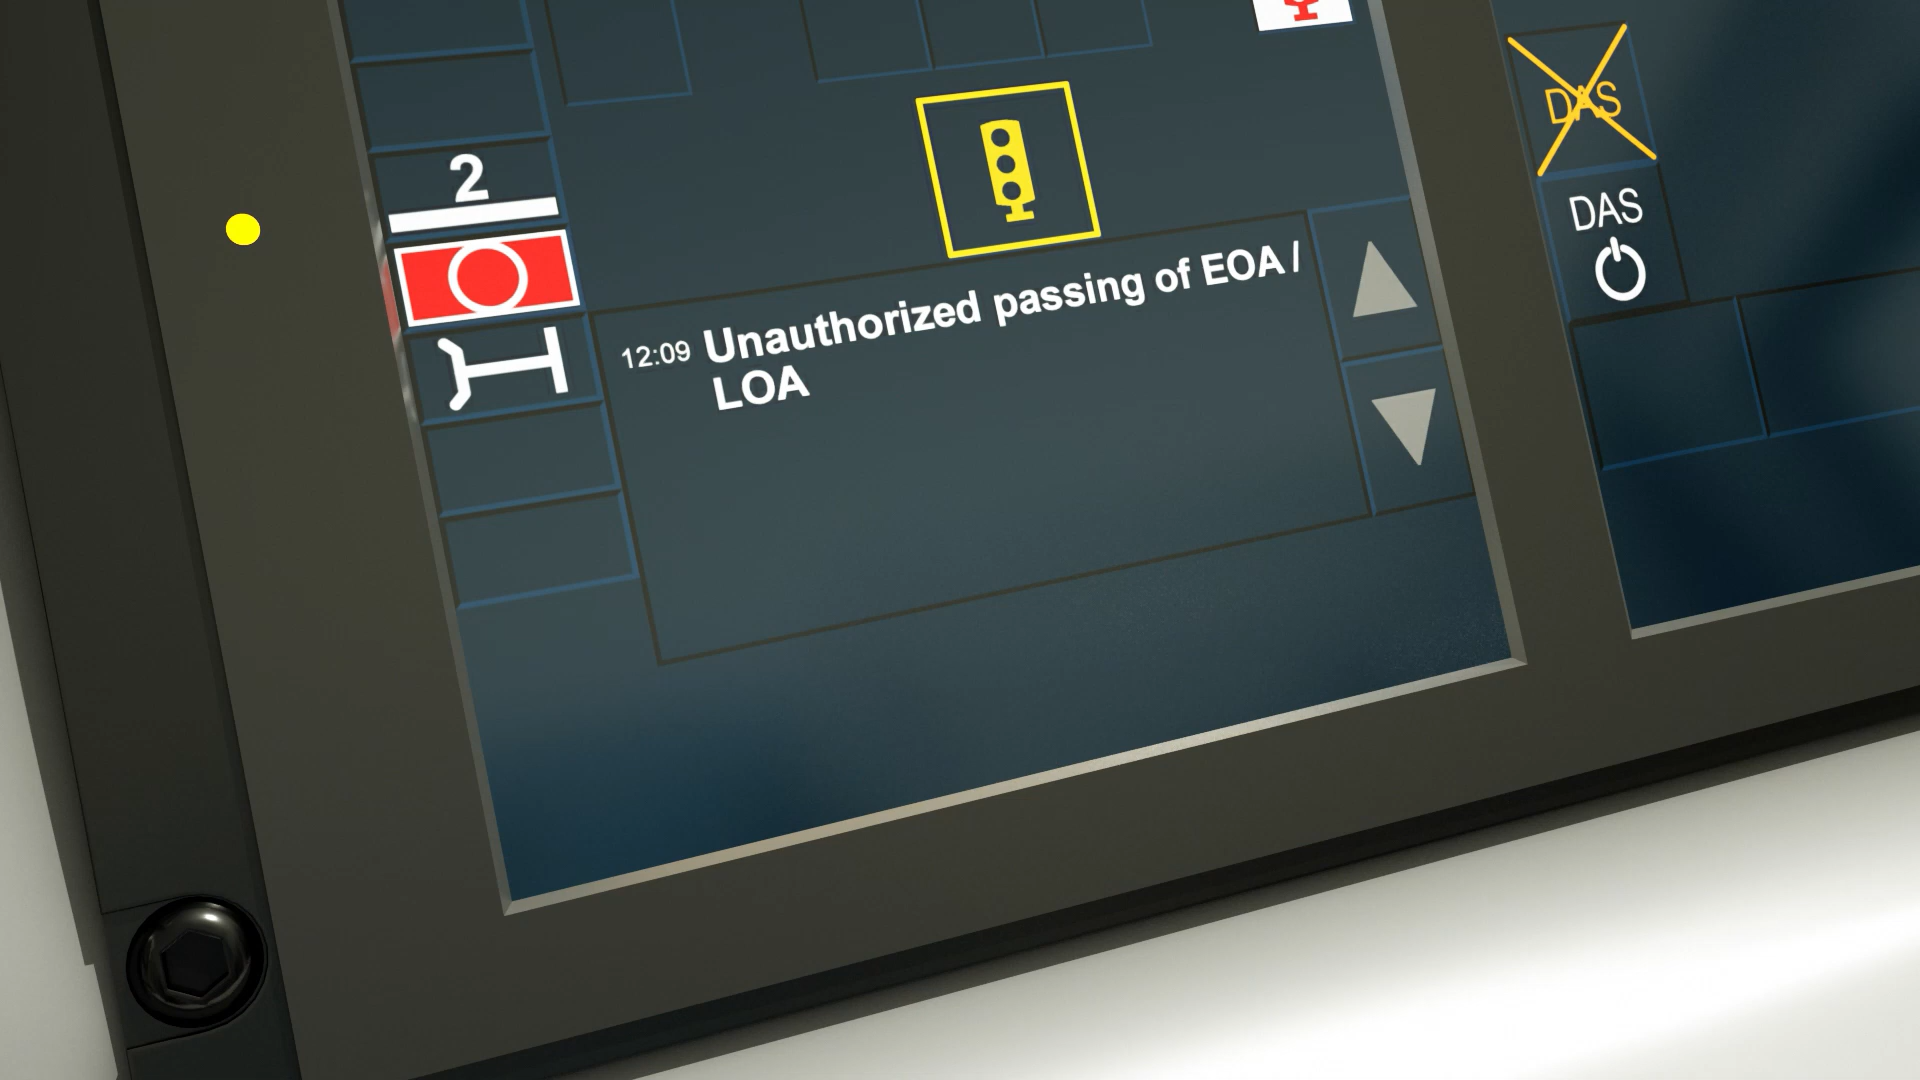 DAS
2
DAS
12:09 Unauthorized passing of EOA /
LOA